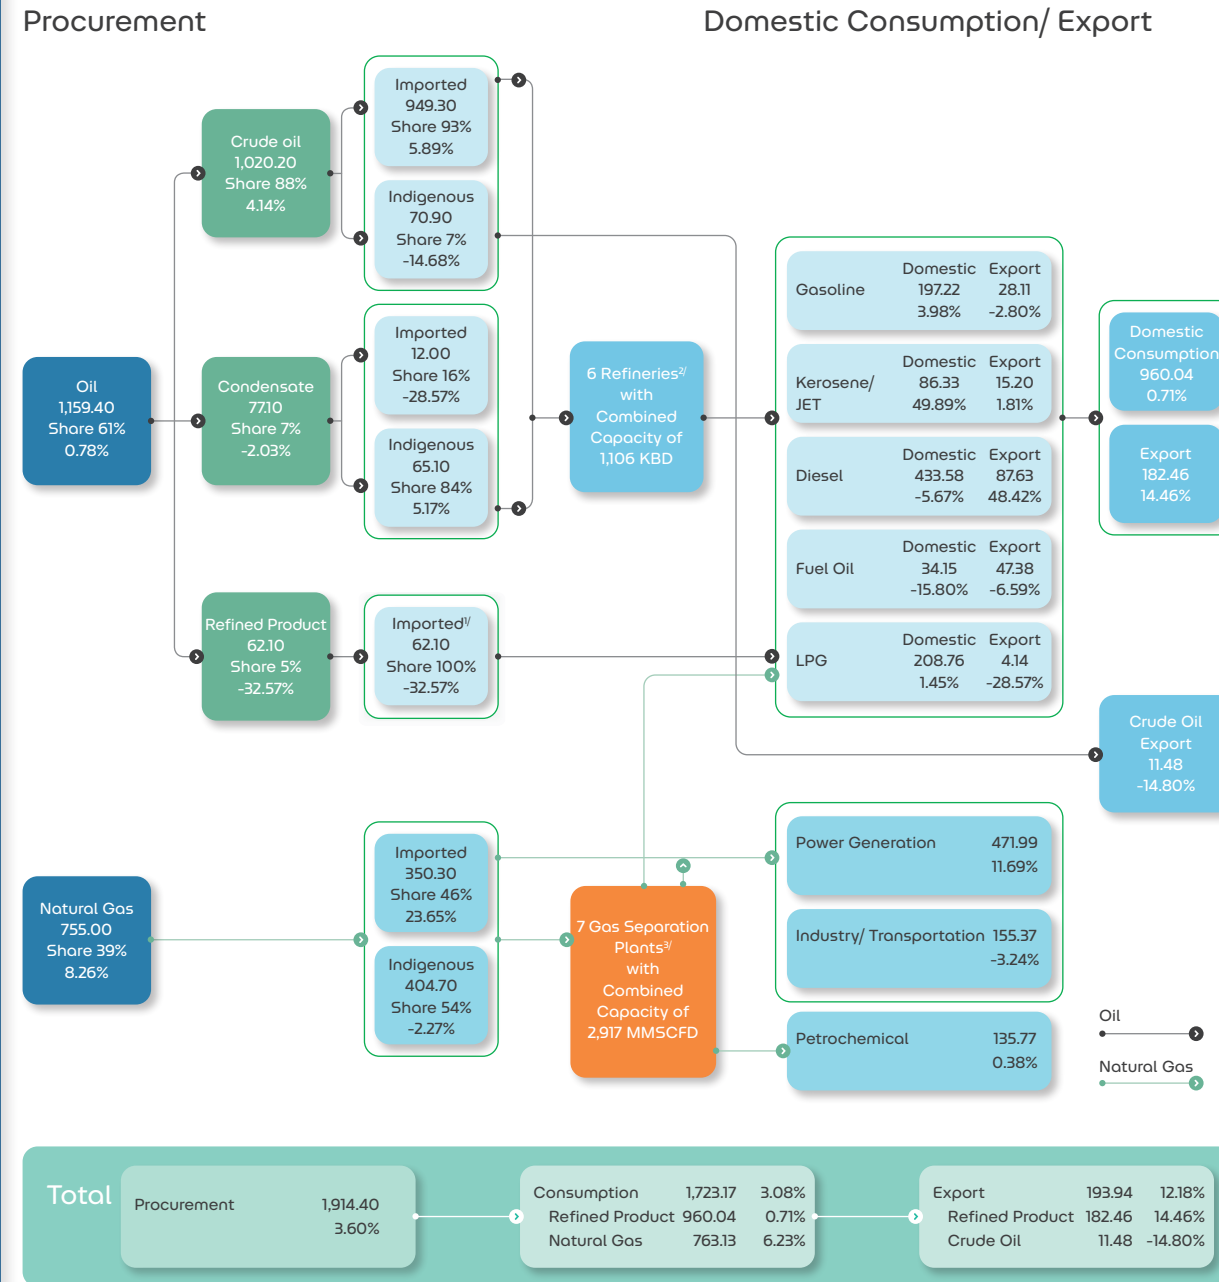 Procurement
Domestic Consumption/ Export
Oil
1,159.40
Share 61%
0.78%
Crude oil
1,020.20
Share 88%
4.14%
Imported
949.30
Share 93%
5.89%
Indigenous
70.90
Share 7%
-14.68%
Condensate
77.10
Share 7%
-2.03%
Imported
12.00
Share 16%
-28.57%
Indigenous
65.10
Share 84%
5.17%
Refined Product
62.10
Share 5%
-32.57%
Imported1/
62.10
Share 100%
-32.57%
6 Refineries2/
with
Combined
Capacity of
1,106 KBD
Domestic Export
Gasoline 197.22 28.11
3.98% -2.80%
Domestic Export
Kerosene/ 86.33 15.20
JET 49.89% 1.81%
Domestic Export
Diesel 433.58 87.63
-5.67% 48.42%
Domestic Export
Fuel Oil 34.15 47.38
-15.80% -6.59%
Domestic Export
LPG 208.76 4.14
1.45% -28.57%
Domestic
Consumption
960.04
0.71%
Export
182.46
14.46%
Crude Oil
Export
11.48
-14.80%
Natural Gas
755.00
Share 39%
8.26%
Imported
350.30
Share 46%
23.65%
Indigenous
404.70
Share 54%
-2.27%
7 Gas Separation
Plants3/
with
Combined
Capacity of
2,917 MMSCFD
Power Generation 471.99
11.69%
Industry/ Transportation 155.37
-3.24%
Petrochemical 135.77
0.38%
Oil
Natural Gas
Total
Procurement 1,914.40
3.60%
Consumption 1,723.17 3.08%
Refined Product 960.04 0.71%
Natural Gas 763.13 6.23%
Export 193.94 12.18%
Refined Product 182.46 14.46%
Crude Oil 11.48 -14.80%